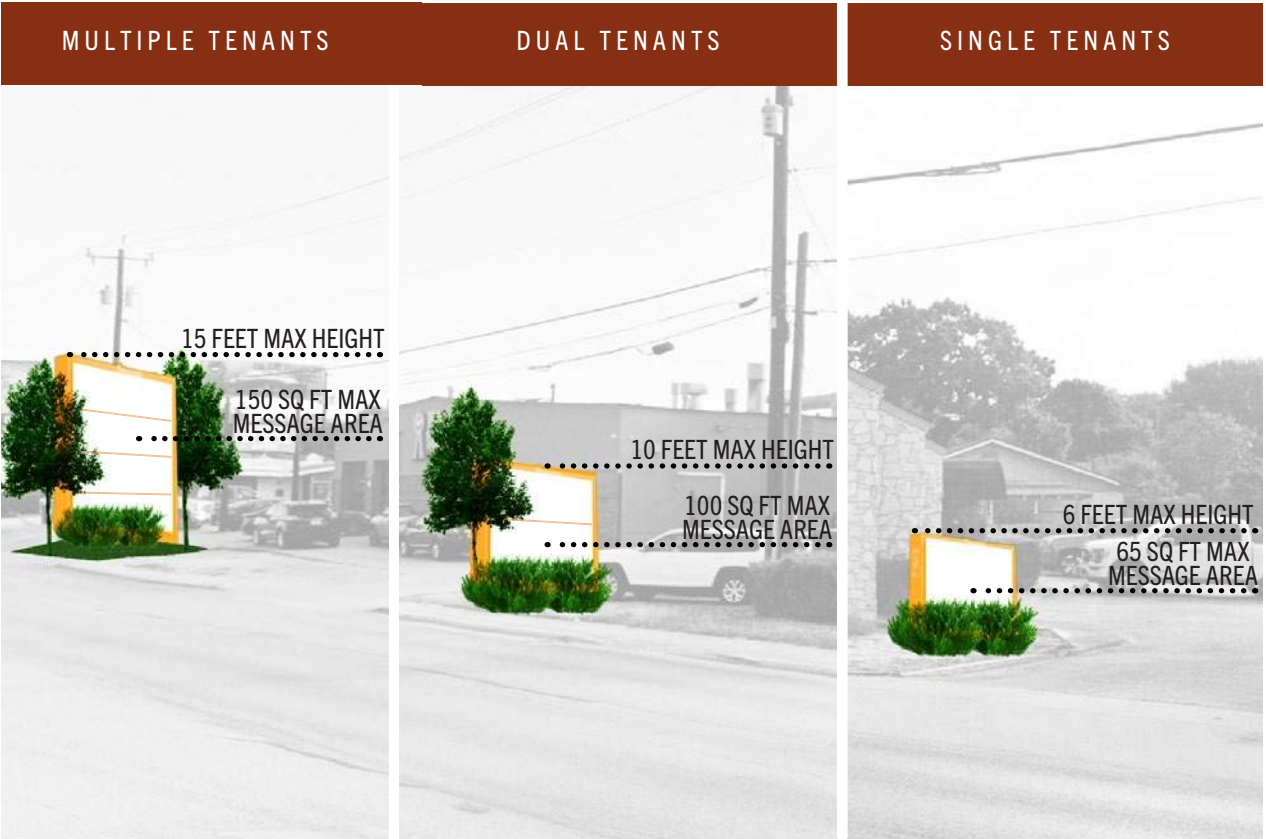 MULTIPLE TENANTS
15 FEET MAX HEIGHT
150 SQ FT MAX
MESSAGE AREA
DUAL TENANTS
10 FEET MAX HEIGHT
100 SQ FT MAX
MESSAGE AREA
SINGLE TENANTS
6 FEET MAX HEIGHT
65 SQ FT MAX
MESSAGE AREA